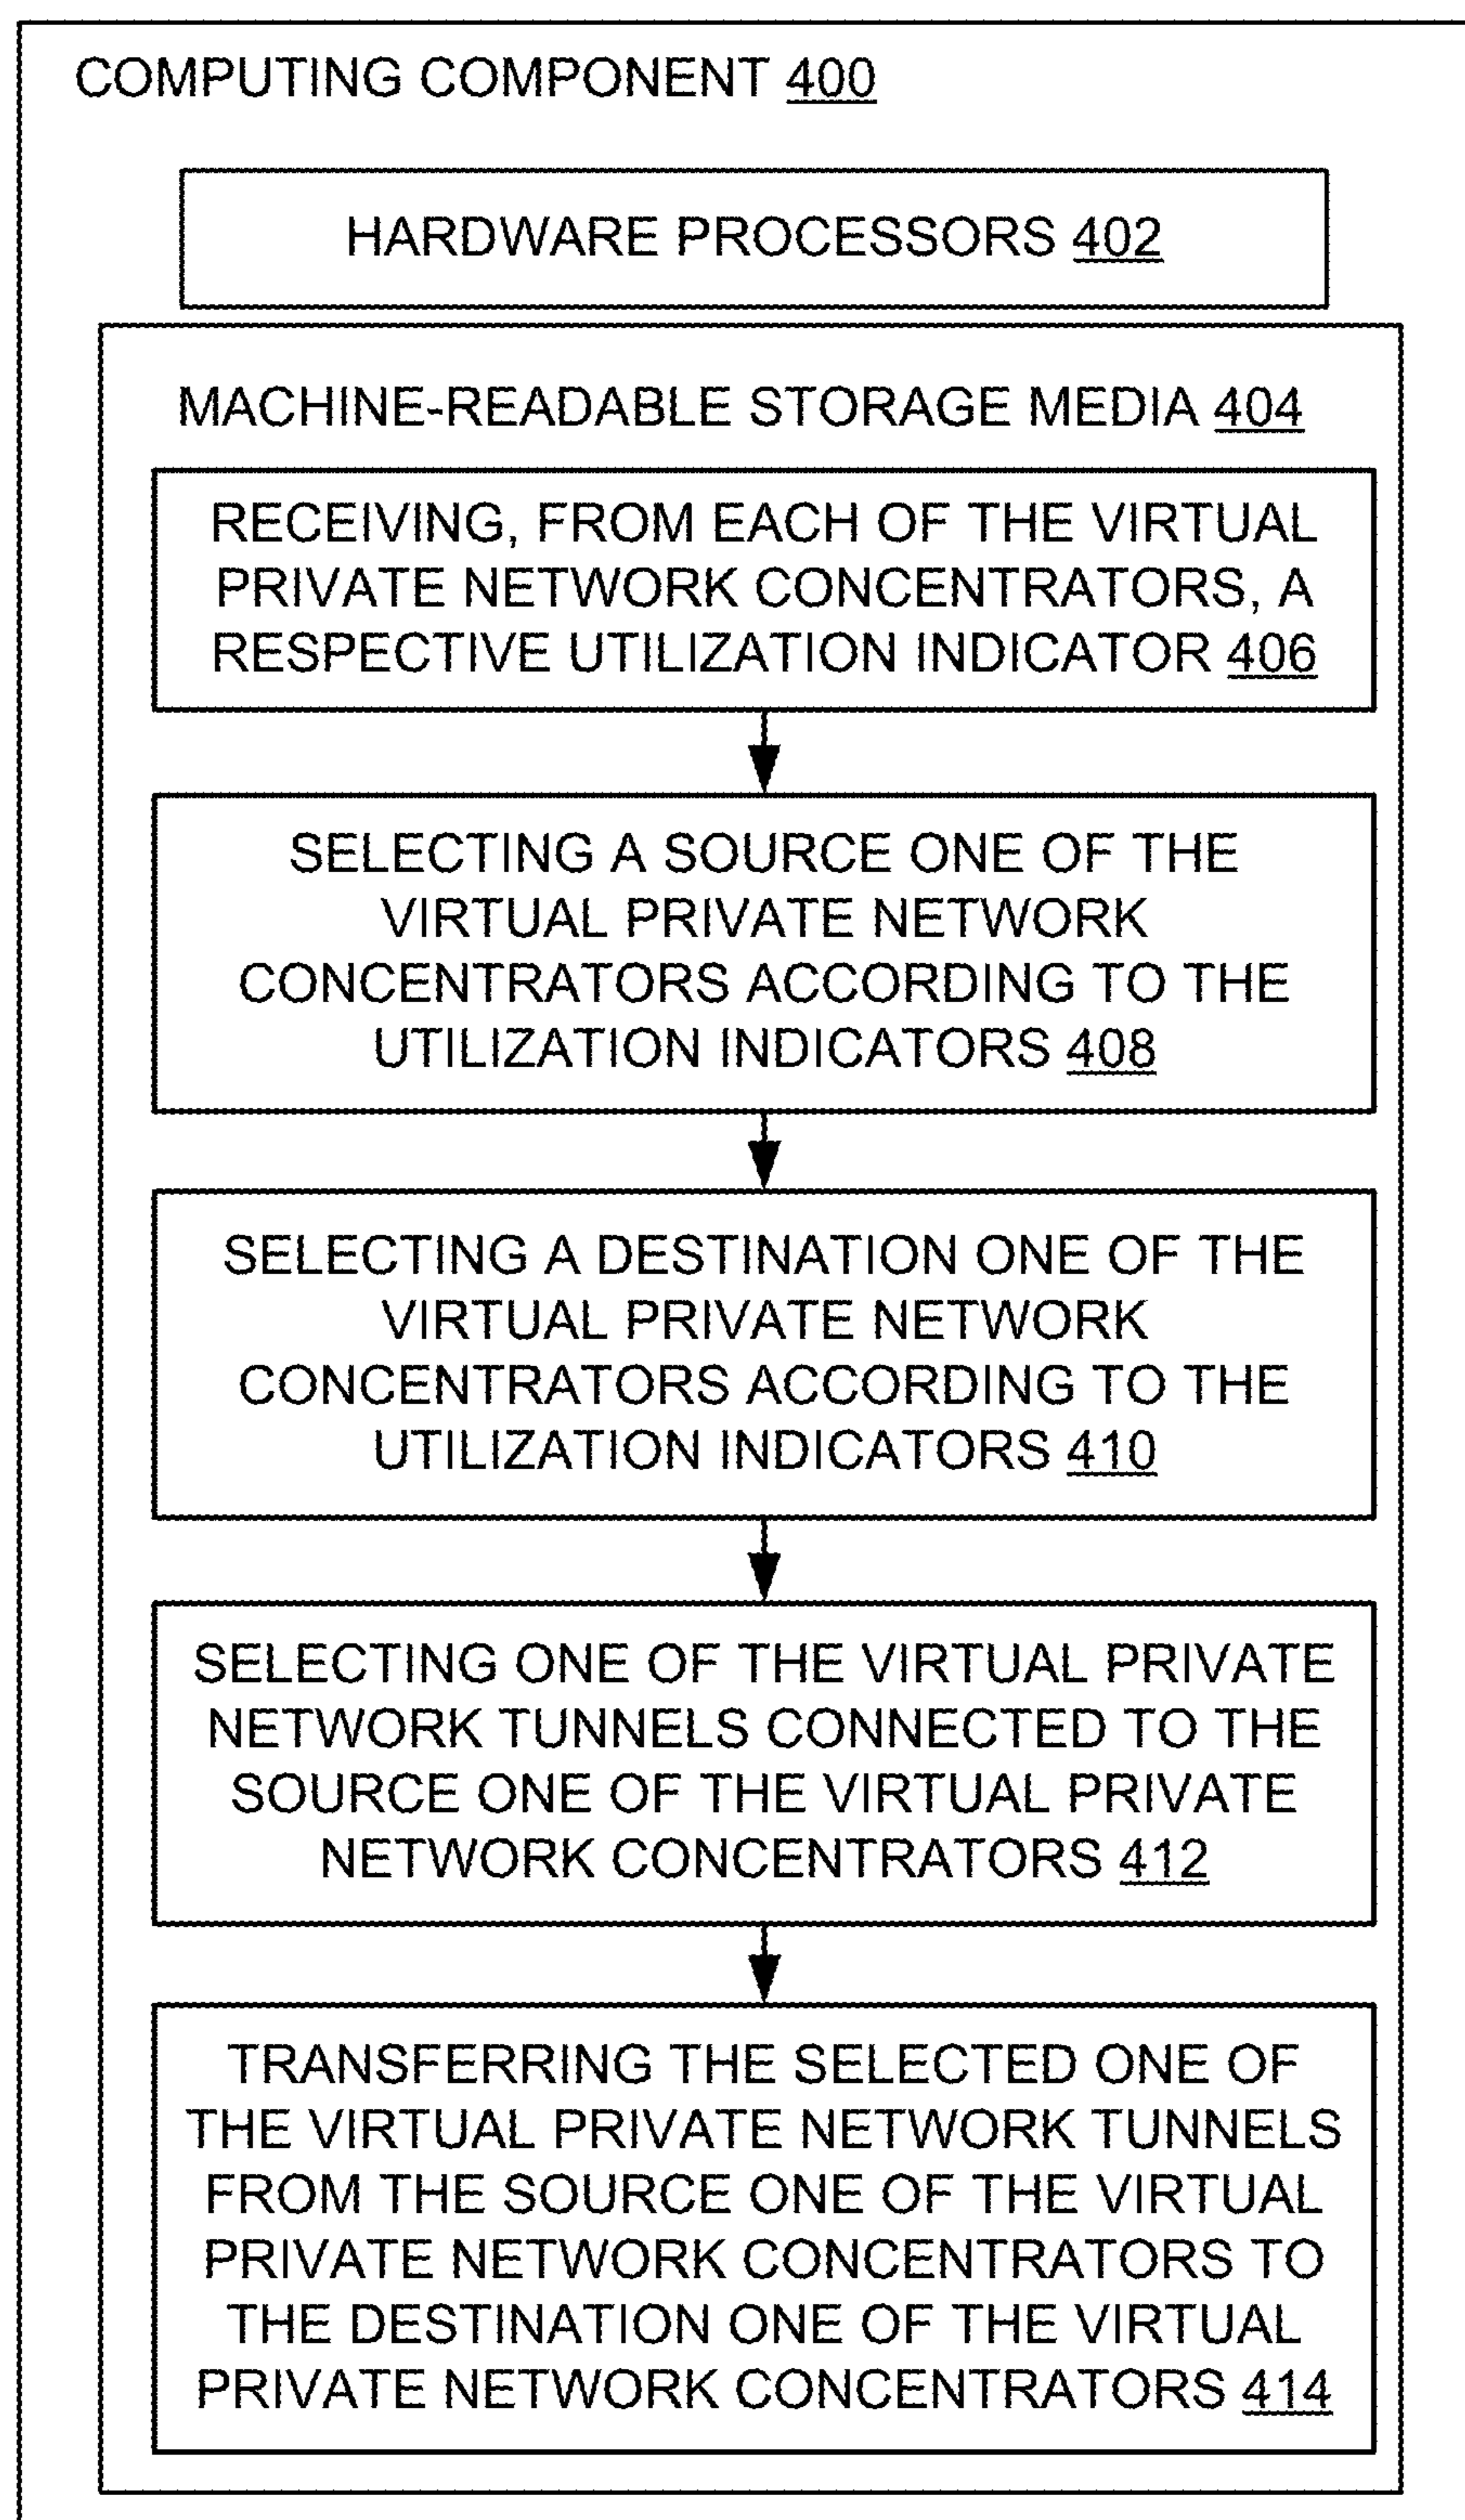 COMPUTING COMPONENT 400
HARDWARE PROCESSORS 402
MACHINE-READABLE STORAGE MEDIA 404
RECEIVING, FROM EACH OF THE VIRTUAL
PRIVATE NETWORK CONCENTRATORS, A
RESPECTIVE UTILIZATION INDICATOR 406
SELECTING A SOURCE ONE OF THE
VIRTUAL PRIVATE NETWORK
CONCENTRATORS ACCORDING TO THE
UTILIZATION INDICATORS 408
SELECTING A DESTINATION ONE OF THE
VIRTUAL PRIVATE NETWORK
CONCENTRATORS ACCORDING TO THE
UTILIZATION INDICATORS 410
SELECTING ONE OF THE VIRTUAL PRIVATE
NETWORK TUNNELS CONNECTED TO THE
SOURCE ONE OF THE VIRTUAL PRIVATE
NETWORK CONCENTRATORS 412
TRANSFERRING THE SELECTED ONE OF
THE VIRTUAL PRIVATE NETWORK TUNNELS
FROM THE SOURCE ONE OF THE VIRTUAL
PRIVATE NETWORK CONCENTRATORS TO
THE DESTINATION ONE OF THE VIRTUAL
PRIVATE NETWORK CONCENTRATORS 414